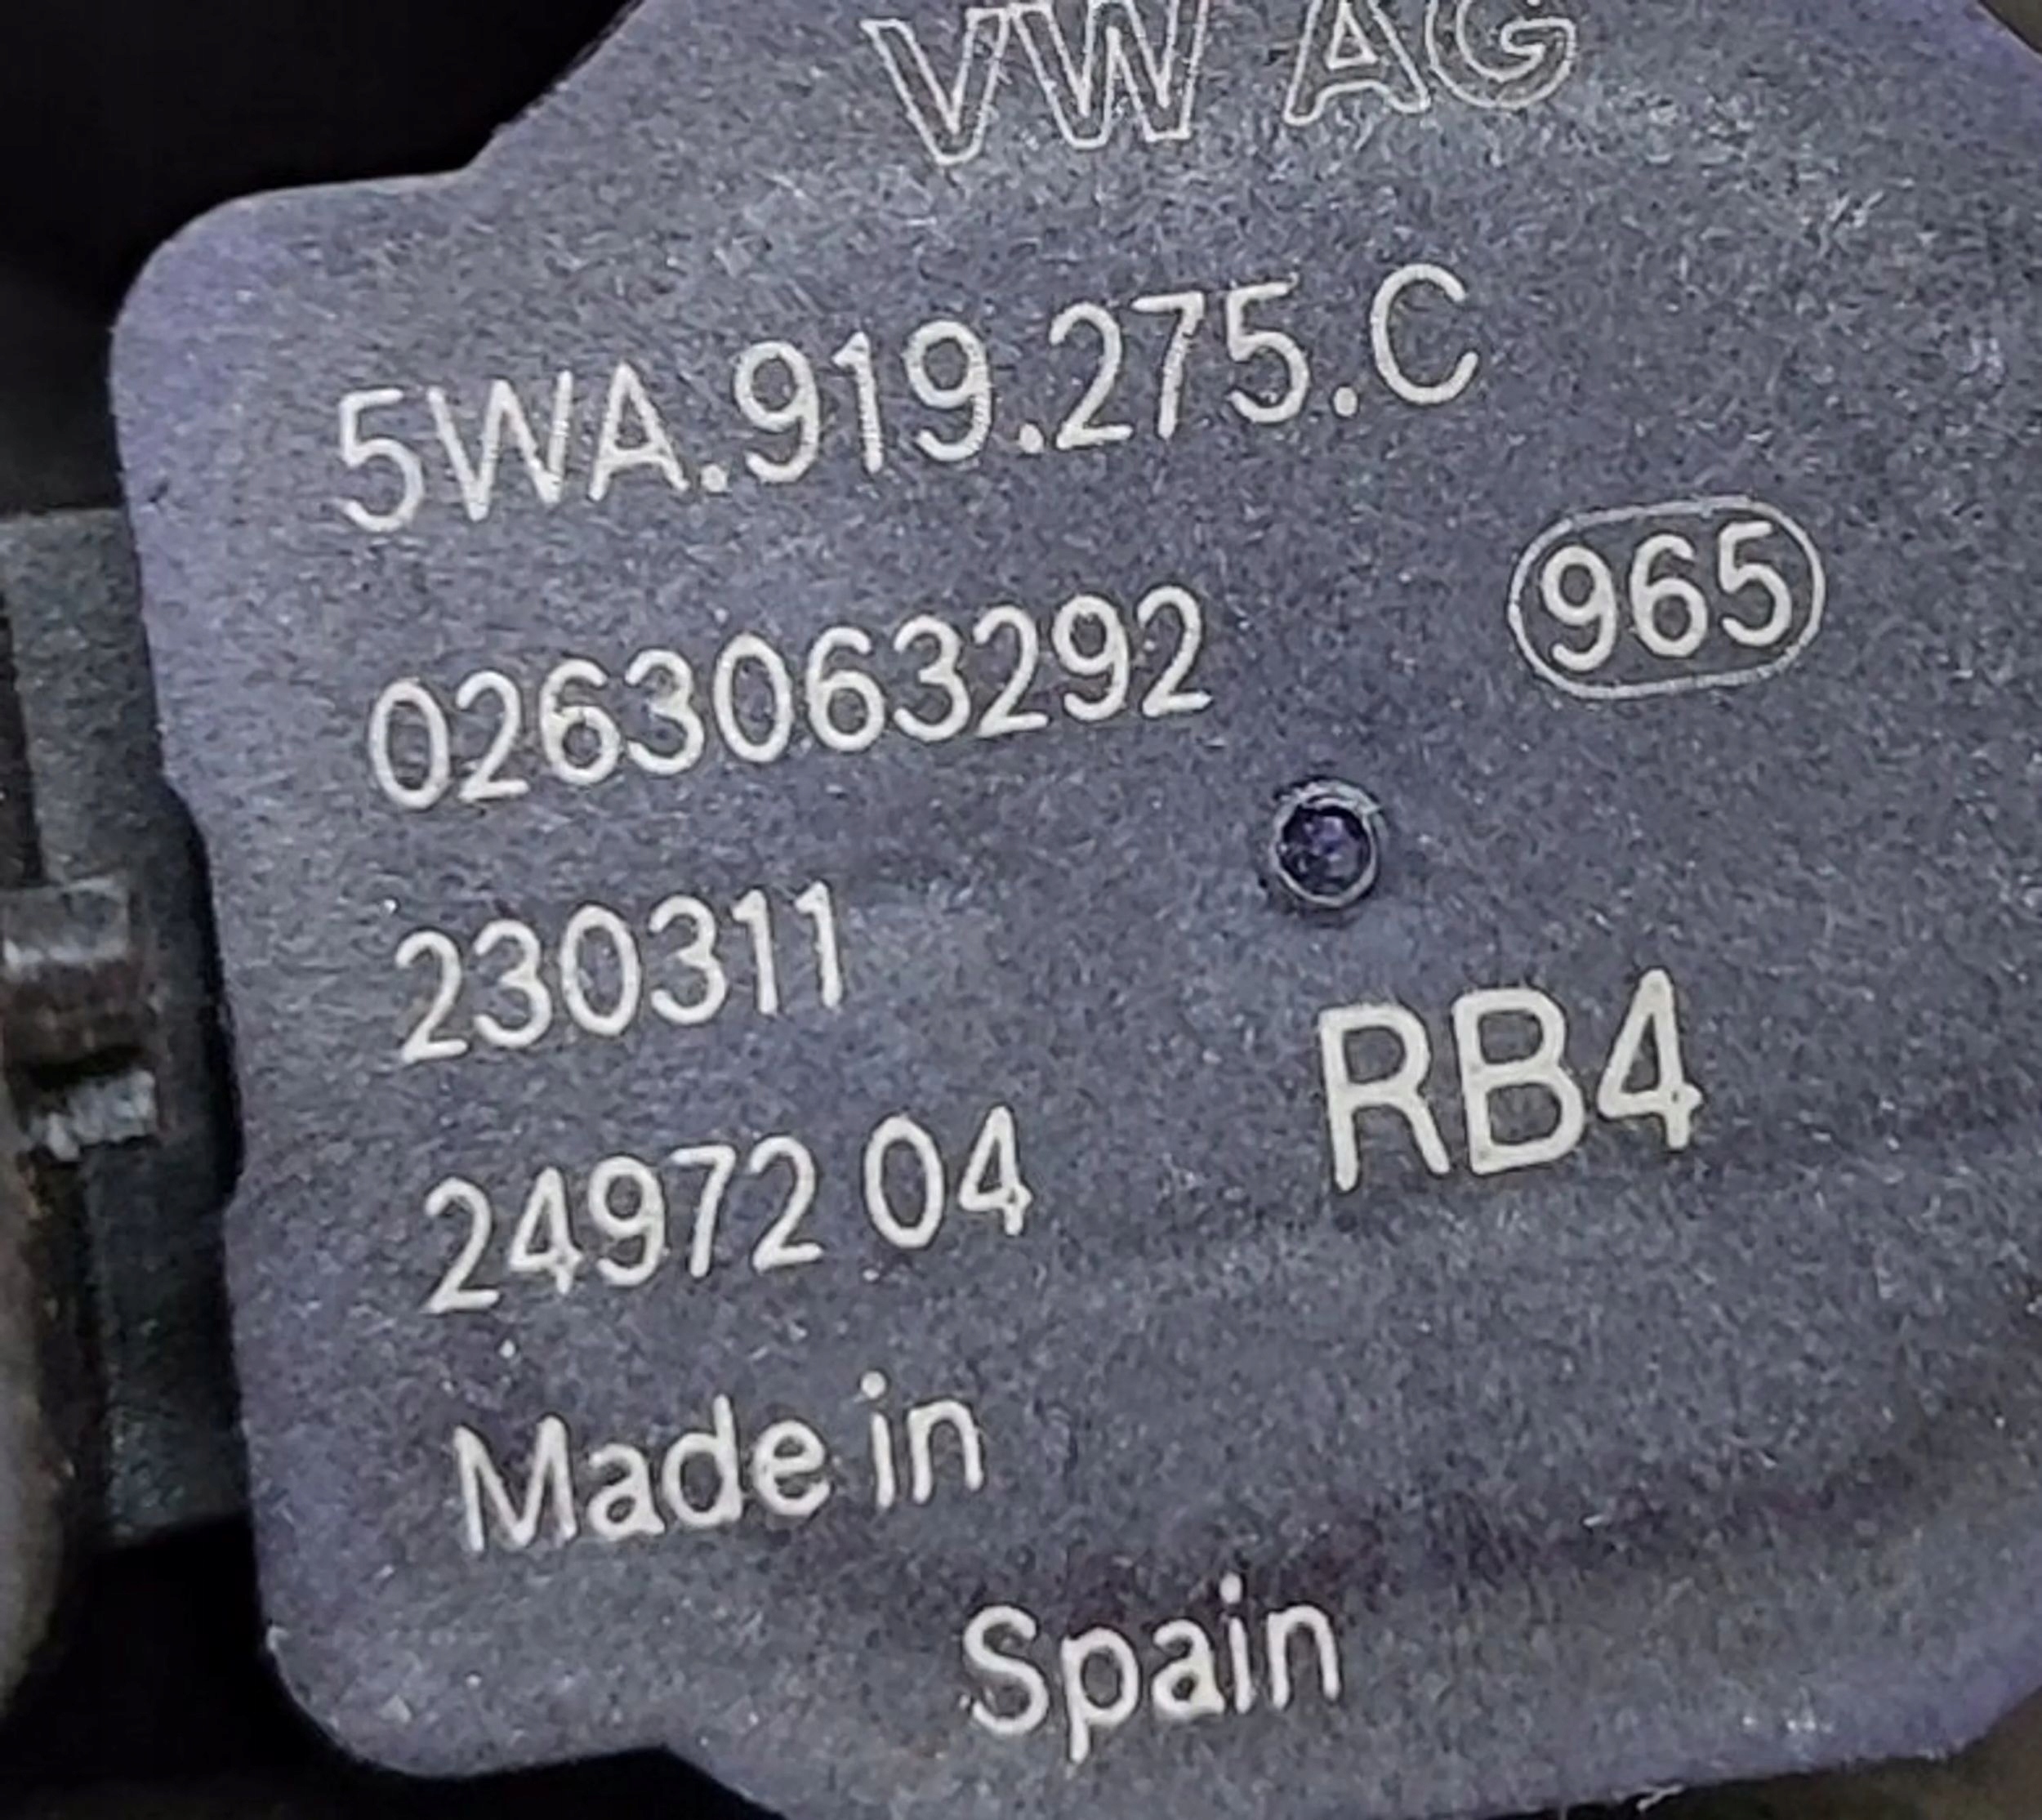 VW AG
5WA.919.275.C
965
0263063292
230311
RB4
24972 04
Made in
Spain